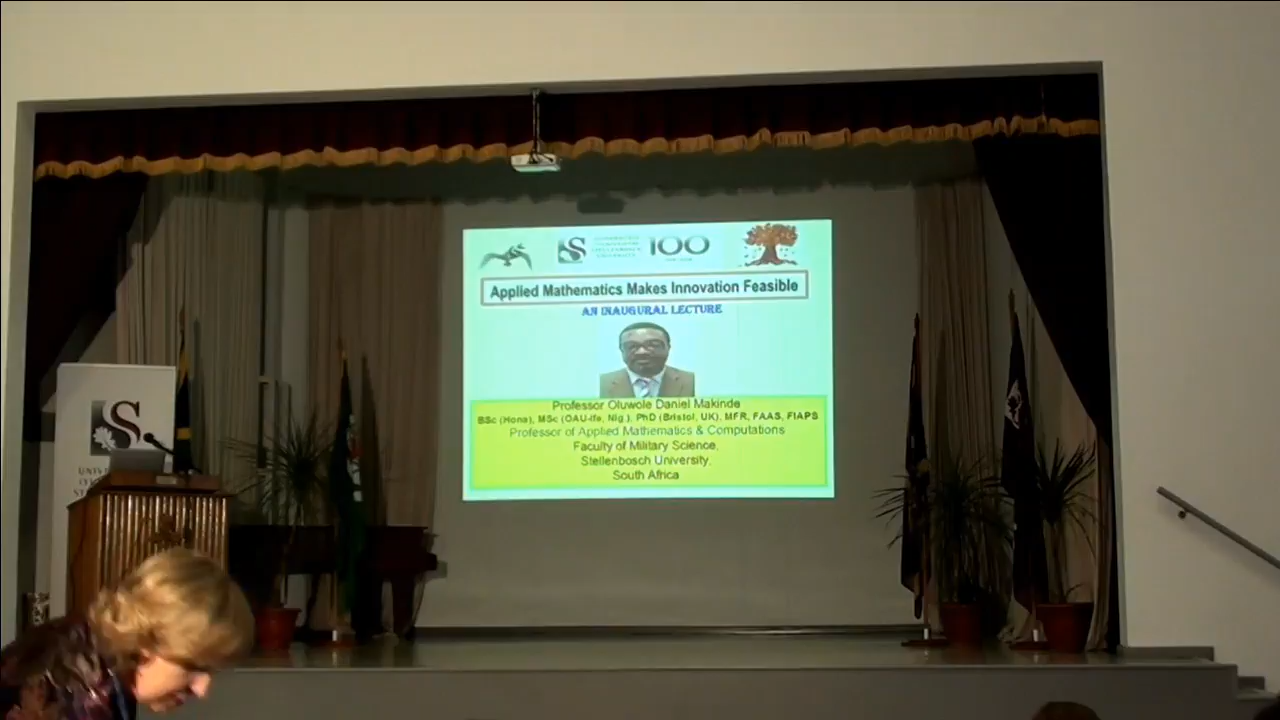 S
100
Applied Mathematics Makes Innovation Feasible
AN INAUGURAL LECTURE
Professor Oluwole Daniel Makinde
BSc (Hons), MSc (OAU-Ife, Nig.), PhD (Bristol, UK), MFR, FAAS, FIAPS
Professor of Applied Mathematics & Computations
Faculty of Military Science,
Stellenbosch University,
South Africa
S